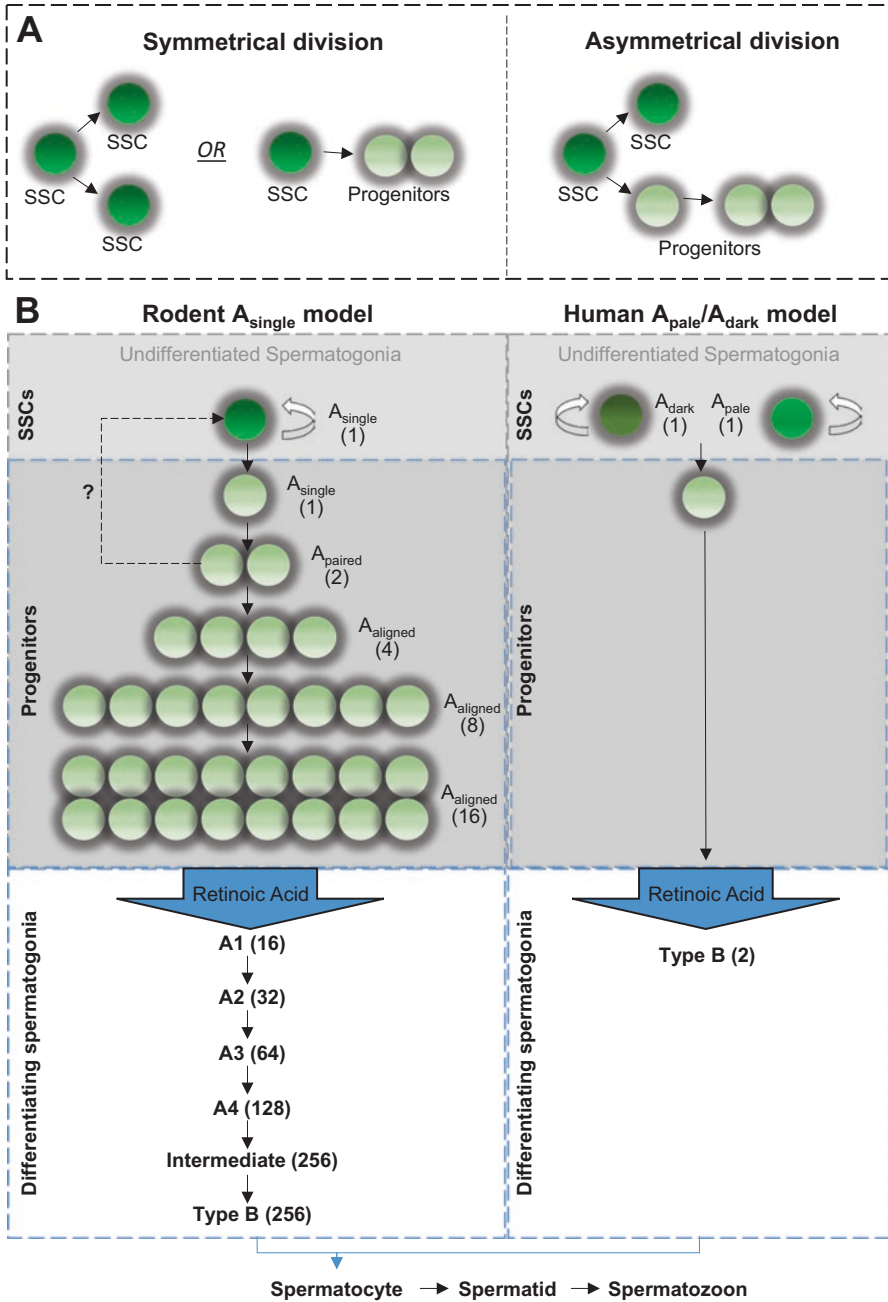 A
Symmetrical division
Asymmetrical division
SSC
SSC
SSC
OR
SSC
Progenitors
SSC
SSC
Progenitors
B
Rodent Asingle model
Human Apale/Adark model
Undifferentiated Spermatogonia
Undifferentiated Spermatogonia
SSCs
Asingle
(1)
SSCs
Adark
(1)
Apale
(1)
Progenitors
?
Asingle
(1)
Apaired
(2)
Aaligned
(4)
Aaligned
(8)
Aaligned
(16)
Progenitors
Retinoic Acid
Retinoic Acid
Differentiating spermatogonia
A1 (16)
A2 (32)
A3 (64)
A4 (128)
Intermediate (256)
Type B (256)
Differentiating spermatogonia
Type B (2)
Spermatocyte
Spermatid
Spermatozoon